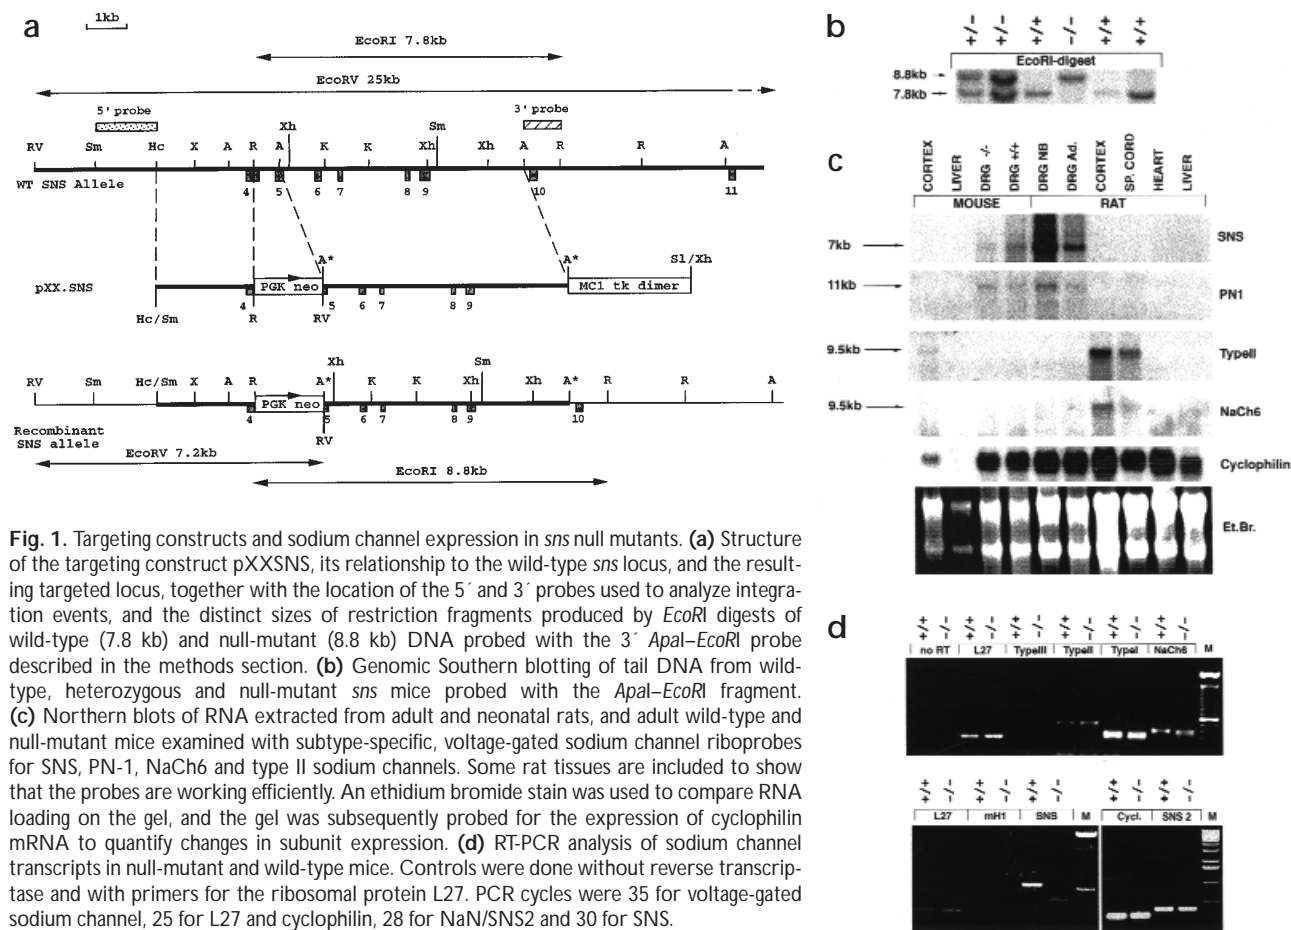 a
1kb
EcoRI 7.8kb
EcoRV 25kb
5' probe
3' probe
Xh Sm
RV Sm Hc X A R A K K Xh Xh A R R A
WT SNS Allele
4 5 6 7 8 9 10 11
A* A* Sl/Xh
pXX.SNS
PGK neo
MC1 tk dimer
4 5 6 7 8 9
Hc/Sm R RV
Xh Sm
RV Sm Hc/Sm X A R A* K K Xh Xh A* R R A
PGK neo
4 5 6 7 8 9 10
RV
Recombinant
SNS allele
EcoRV 7.2kb
EcoRI 8.8kb
b
+/- +/- +/+ -/- +/+ +/+
EcoRI-digest
8.8kb
7.8kb
c
CORTEX LIVER DRG -/- DRG +/+ DRG NB DRG Ad. CORTEX SP. CORD HEART LIVER
MOUSE RAT
7kb SNS
11kb PN1
9.5kb TypeII
9.5kb NaCh6
Cyclophilin
Et.Br.
d
+/+ -/- +/+ -/- +/+ -/- +/+ -/- +/+ -/- +/+ -/-
no RT L27 TypeIII TypeII TypeI NaCh6 M
+/+ -/- +/+ -/- +/+ -/- +/+ -/- +/+ -/-
L27 mH1 SNS M Cycl. SNS 2 M
Fig. 1. Targeting constructs and sodium channel expression in sns null mutants. (a) Structure
of the targeting construct pXXSNS, its relationship to the wild-type sns locus, and the result-
ing targeted locus, together with the location of the 5´ and 3´ probes used to analyze integra-
tion events, and the distinct sizes of restriction fragments produced by EcoRI digests of
wild-type (7.8 kb) and null-mutant (8.8 kb) DNA probed with the 3´ ApaI–EcoRI probe
described in the methods section. (b) Genomic Southern blotting of tail DNA from wild-
type, heterozygous and null-mutant sns mice probed with the ApaI–EcoRI fragment.
(c) Northern blots of RNA extracted from adult and neonatal rats, and adult wild-type and
null-mutant mice examined with subtype-specific, voltage-gated sodium channel riboprobes
for SNS, PN-1, NaCh6 and type II sodium channels. Some rat tissues are included to show
that the probes are working efficiently. An ethidium bromide stain was used to compare RNA
loading on the gel, and the gel was subsequently probed for the expression of cyclophilin
mRNA to quantify changes in subunit expression. (d) RT-PCR analysis of sodium channel
transcripts in null-mutant and wild-type mice. Controls were done without reverse transcrip-
tase and with primers for the ribosomal protein L27. PCR cycles were 35 for voltage-gated
sodium channel, 25 for L27 and cyclophilin, 28 for NaN/SNS2 and 30 for SNS.